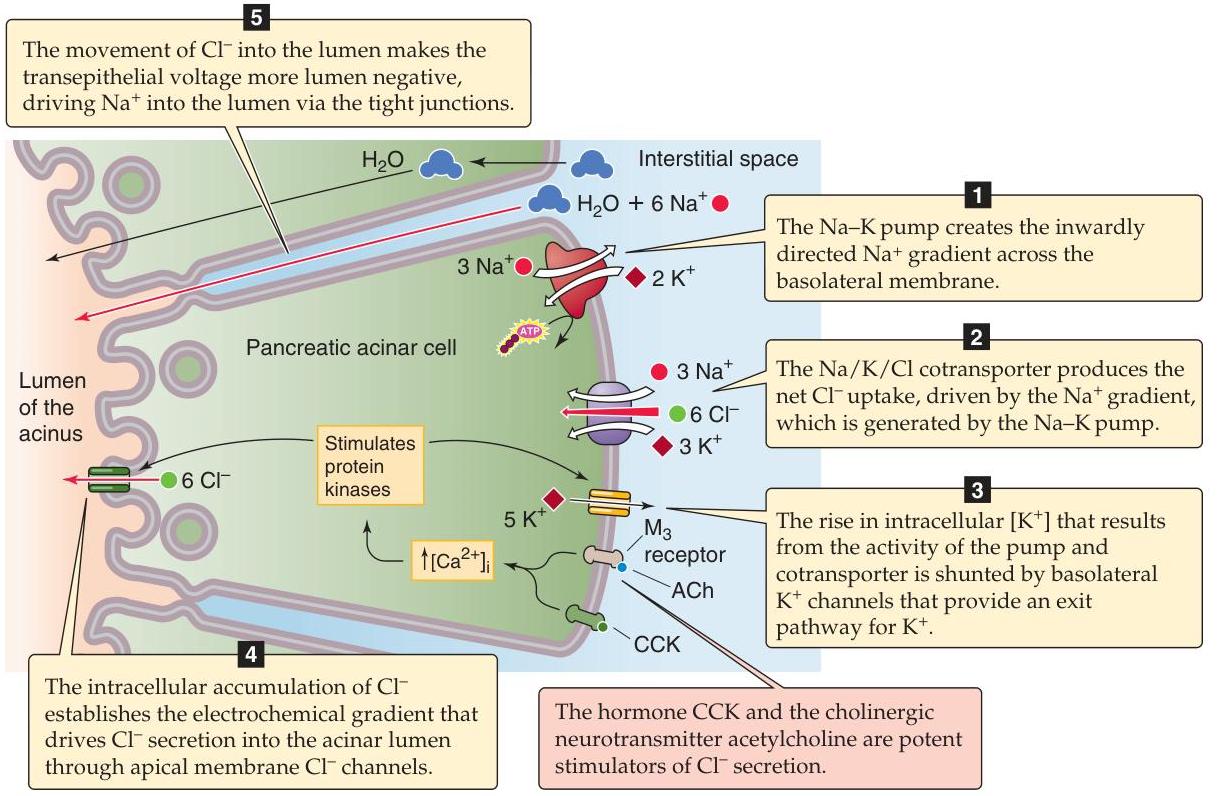 5
The movement of Cl⁻ into the lumen makes the
transepithelial voltage more lumen negative,
driving Na⁺ into the lumen via the tight junctions.
H₂O
Interstitial space
H₂O + 6 Na⁺
1
The Na–K pump creates the inwardly
directed Na⁺ gradient across the
basolateral membrane.
3 Na⁺
2 K⁺
ATP
Pancreatic acinar cell
Lumen
of the
acinus
2
The Na/K/Cl cotransporter produces the
net Cl⁻ uptake, driven by the Na⁺ gradient,
which is generated by the Na–K pump.
3 Na⁺
6 Cl⁻
3 K⁺
Stimulates
protein
kinases
6 Cl⁻
5 K⁺
3
The rise in intracellular [K⁺] that results
from the activity of the pump and
cotransporter is shunted by basolateral
K⁺ channels that provide an exit
pathway for K⁺.
M₃
receptor
ACh
↑[Ca²⁺]ᵢ
CCK
4
The intracellular accumulation of Cl⁻
establishes the electrochemical gradient that
drives Cl⁻ secretion into the acinar lumen
through apical membrane Cl⁻ channels.
The hormone CCK and the cholinergic
neurotransmitter acetylcholine are potent
stimulators of Cl⁻ secretion.